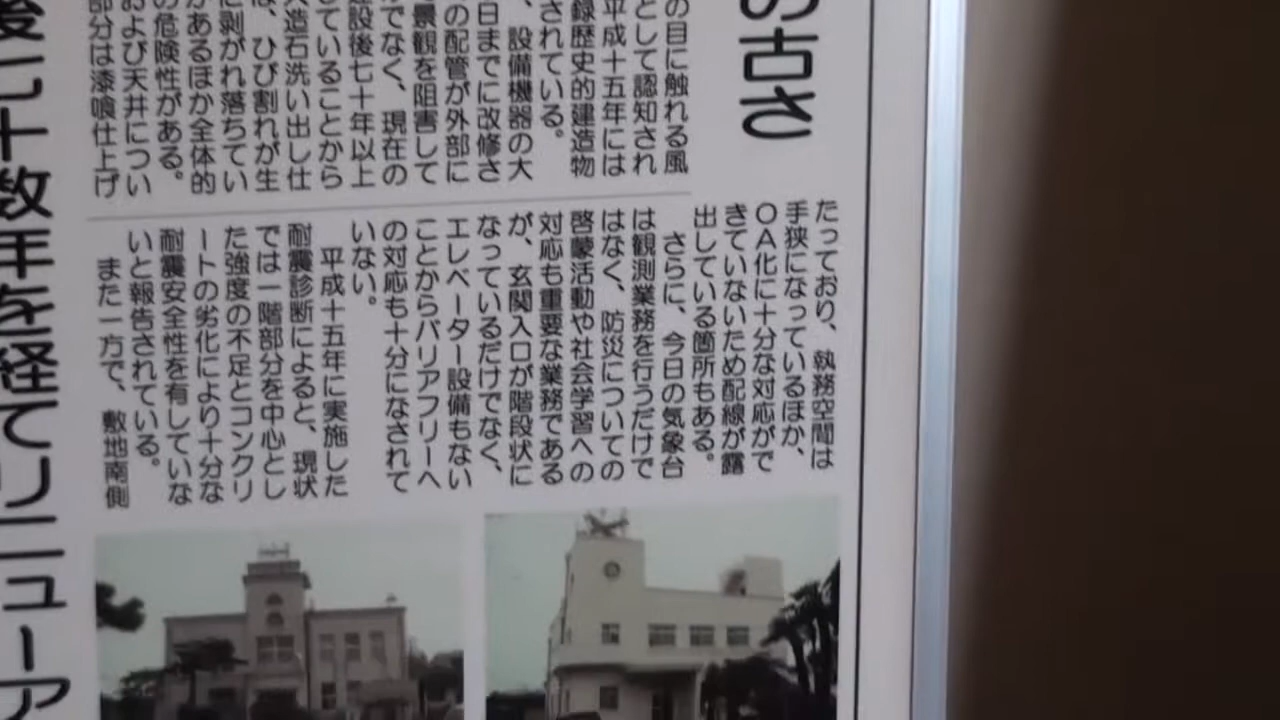 の古さ
の目に触れる風
として認知され
平成十五年には
録歴史的建造物
されている。
、設備機器の大
日までに改修さ
の配管が外部に
景観を阻害して
でなく、現在の
建設後七十年以上
していることから
人造石洗い出し仕
は、ひび割れが生
に剥がれ落ちてい
があるほか全体的
の危険性がある。
および天井につい
部分は漆喰仕上げ
たっており、執務空間は
手狭になっているほか、
ＯＡ化に十分な対応がで
きていないため配線が露
出している箇所もある。
さらに、今日の気象台
は観測業務を行うだけで
はなく、防災についての
啓蒙活動や社会学習への
対応も重要な業務である
が、玄関入口が階段状に
なっているだけでなく、
エレベーター設備もない
ことからバリアフリーへ
の対応も十分になされて
いない。
平成十五年に実施した
耐震診断によると、現状
では一階部分を中心とし
た強度の不足とコンクリ
ートの劣化により十分な
耐震安全性を有していな
いと報告されている。
また一方で、敷地南側
後七十数年を経てリニューア